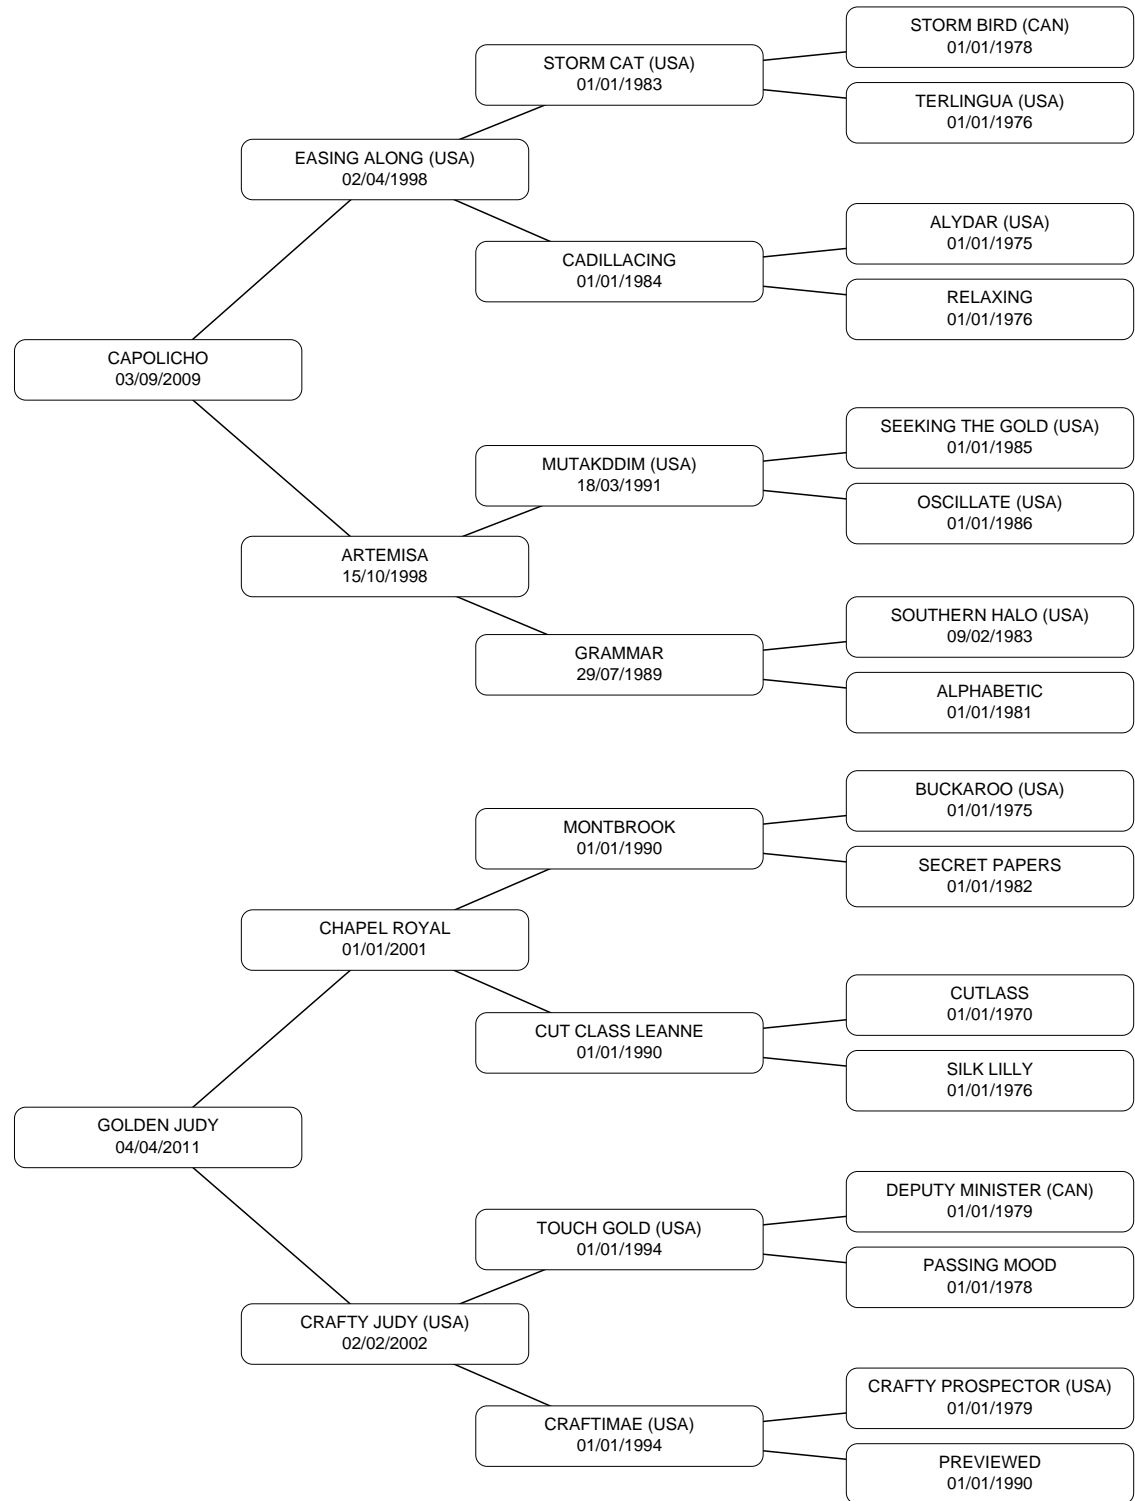 STORM BIRD (CAN)
01/01/1978
STORM CAT (USA)
01/01/1983
TERLINGUA (USA)
01/01/1976
EASING ALONG (USA)
02/04/1998
ALYDAR (USA)
01/01/1975
CADILLACING
01/01/1984
RELAXING
01/01/1976
CAPOLICHO
03/09/2009
SEEKING THE GOLD (USA)
01/01/1985
MUTAKDDIM (USA)
18/03/1991
OSCILLATE (USA)
01/01/1986
ARTEMISA
15/10/1998
SOUTHERN HALO (USA)
09/02/1983
GRAMMAR
29/07/1989
ALPHABETIC
01/01/1981
BUCKAROO (USA)
01/01/1975
MONTBROOK
01/01/1990
SECRET PAPERS
01/01/1982
CHAPEL ROYAL
01/01/2001
CUTLASS
01/01/1970
CUT CLASS LEANNE
01/01/1990
SILK LILLY
01/01/1976
GOLDEN JUDY
04/04/2011
DEPUTY MINISTER (CAN)
01/01/1979
TOUCH GOLD (USA)
01/01/1994
PASSING MOOD
01/01/1978
CRAFTY JUDY (USA)
02/02/2002
CRAFTY PROSPECTOR (USA)
01/01/1979
CRAFTIMAE (USA)
01/01/1994
PREVIEWED
01/01/1990